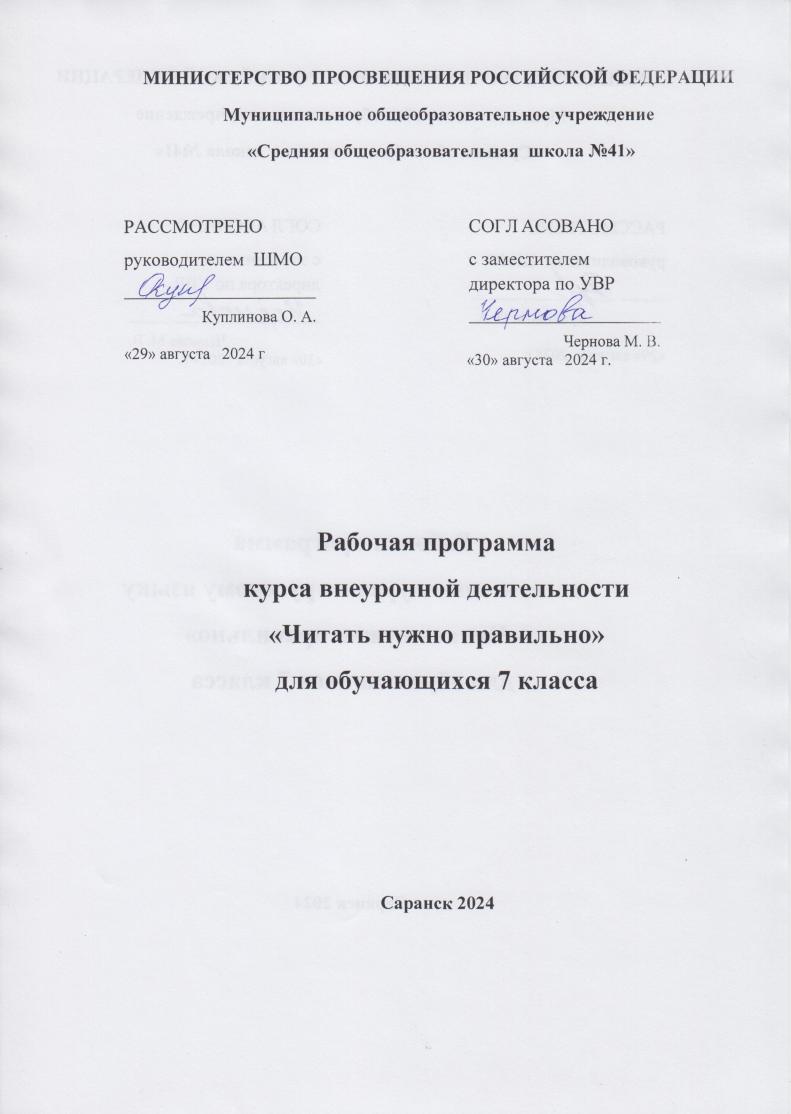 МИНИСТЕРСТВО ПРОСВЕЩЕНИЯ РОССИЙСКОЙ ФЕДЕРАЦИИ
Муниципальное общеобразовательное учреждение
«Средняя общеобразовательная школа №41»
РАССМОТРЕНО
руководителем ШМО
Куплинова О. А.
«29» августа 2024 г
СОГЛАСОВАНО
с заместителем
директора по УВР
Чернова
Чернова М. В.
«30» августа 2024 г.
Рабочая программа
курса внеурочной деятельности
«Читать нужно правильно»
для обучающихся 7 класса
Саранск 2024